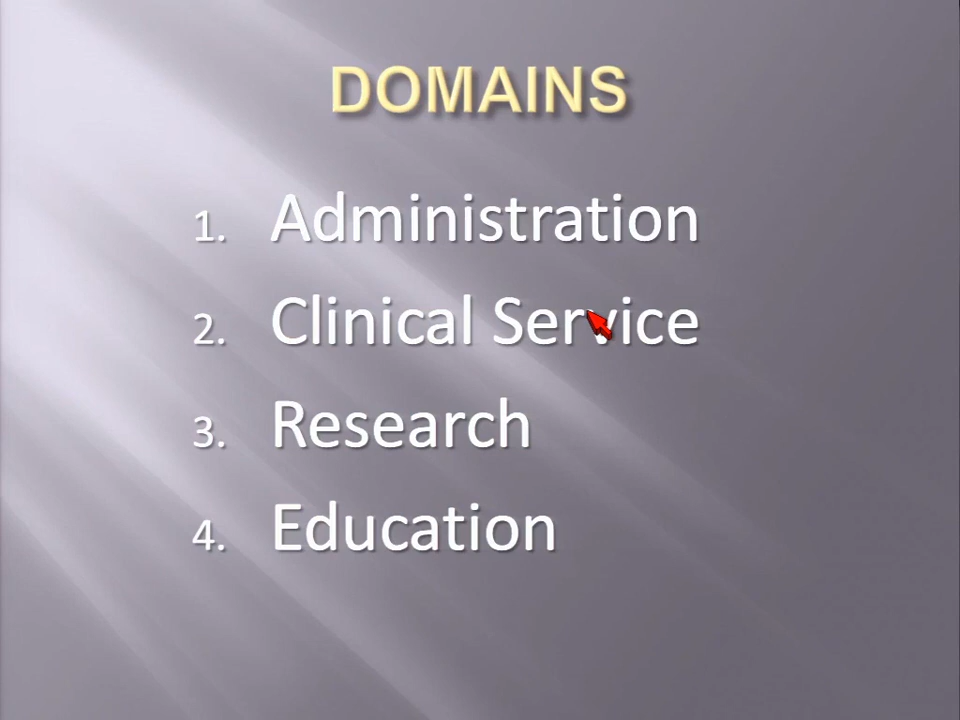 DOMAINS
1. Administration
2. Clinical Service
3. Research
4. Education